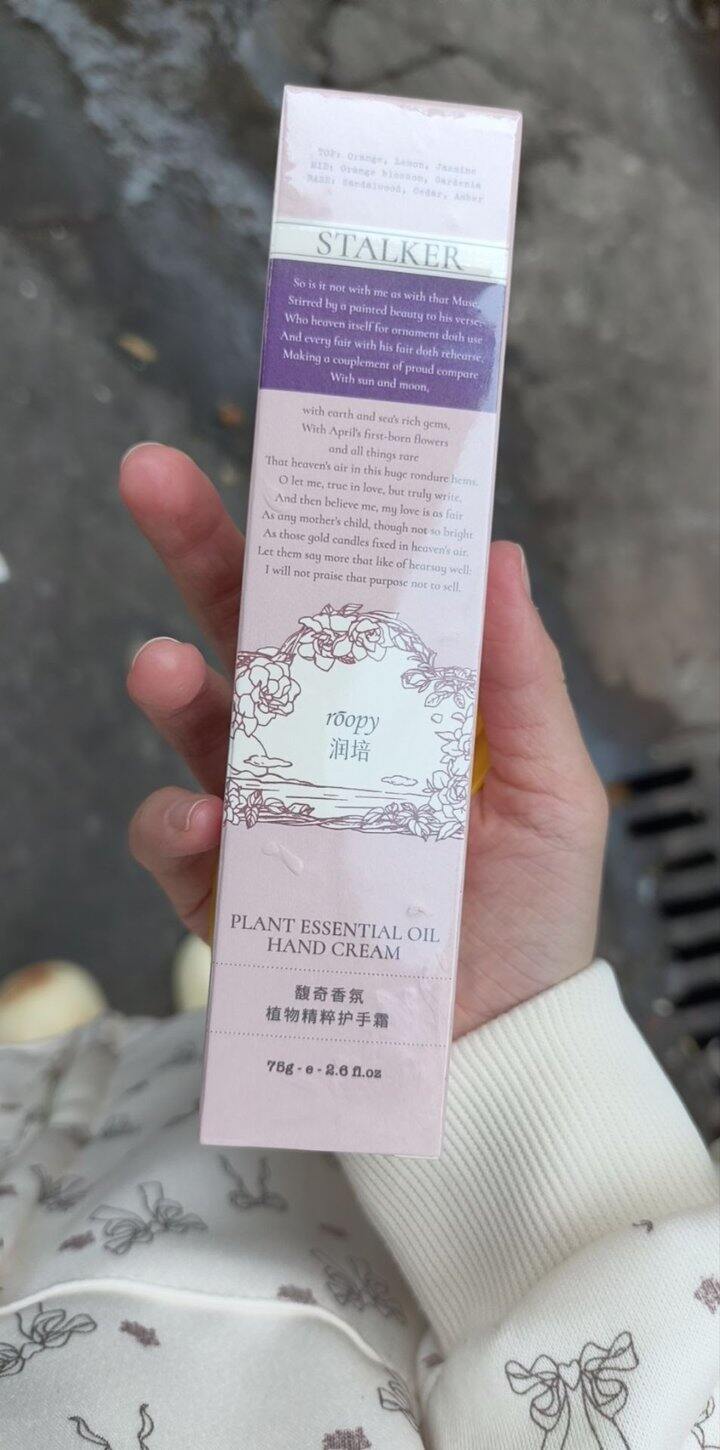 TOP: Orange, Lemon, Jasmine
MID: Orange blossom, Gardenia
BASE: Sandalwood, Cedar, Amber
STALKER
So is it not with me as with that Muse,
Stirred by a painted beauty to his verse,
Who heaven itself for ornament doth use
And every fair with his fair doth rehearse,
Making a couplement of proud compare
With sun and moon,
with earth and sea's rich gems,
With April's first-born flowers
and all things rare
That heaven's air in this huge rondure hems.
O let me, true in love, but truly write,
And then believe me, my love is as fair
As any mother's child, though not so bright
As those gold candles fixed in heaven's air.
Let them say more that like of hearsay well:
I will not praise that purpose not to sell.
rōopy
润培
PLANT ESSENTIAL OIL
HAND CREAM
馥奇香氛
植物精粹护手霜
75g - e - 2.6 fl.oz